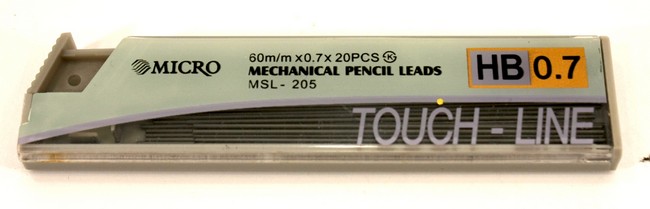 MICRO
60m/m x0.7x 20PCS K
MECHANICAL PENCIL LEADS
MSL- 205
HB 0.7
TOUCH - LINE